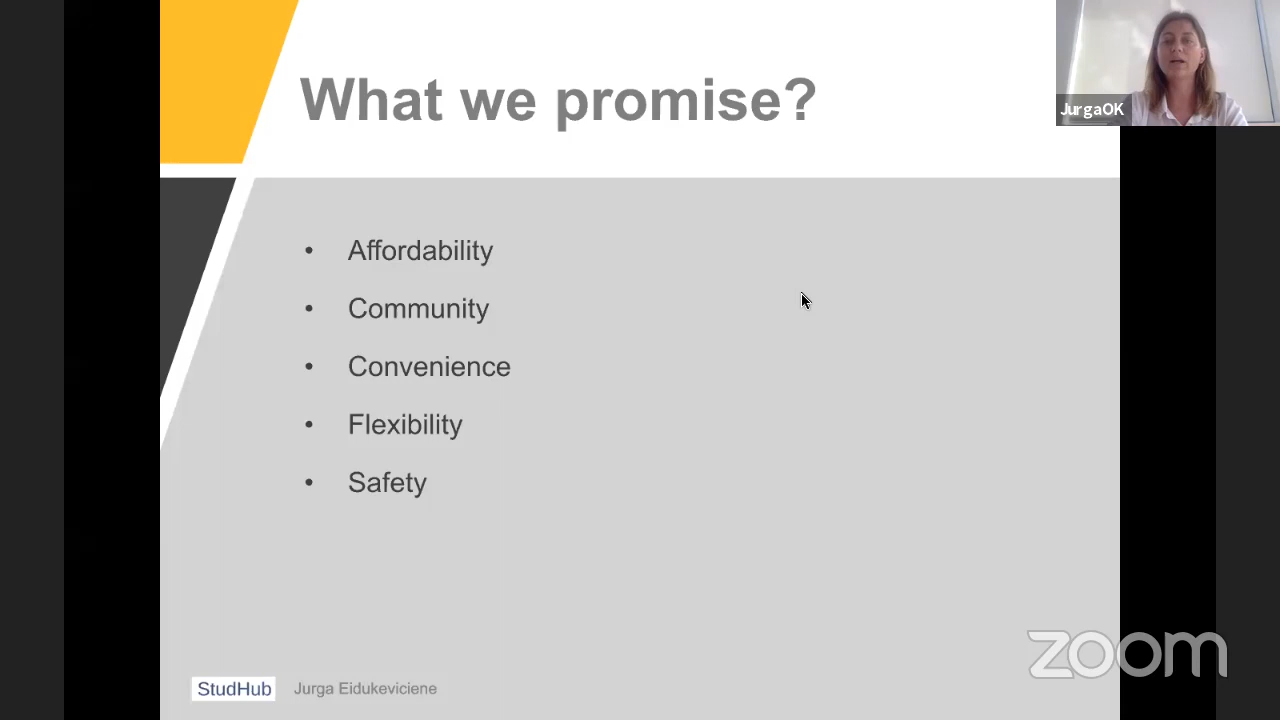 What we promise?
JurgaOK
• Affordability
• Community
• Convenience
• Flexibility
• Safety
StudHub
Jurga Eidukeviciene
zoom